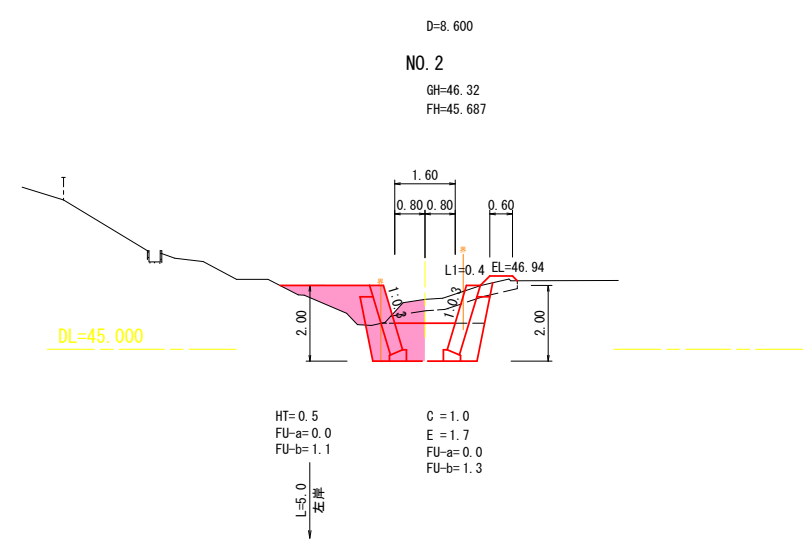 D=8.600
NO.2
GH=46.32
FH=45.687
1.60
0.80 0.80 0.60
L1=0.4 EL=46.94
1:0.3
1:0.3
2.00
2.00
DL=45.000
HT=0.5
FU-a=0.0
FU-b=1.1
C =1.0
E =1.7
FU-a=0.0
FU-b=1.3
L=5.0
左岸